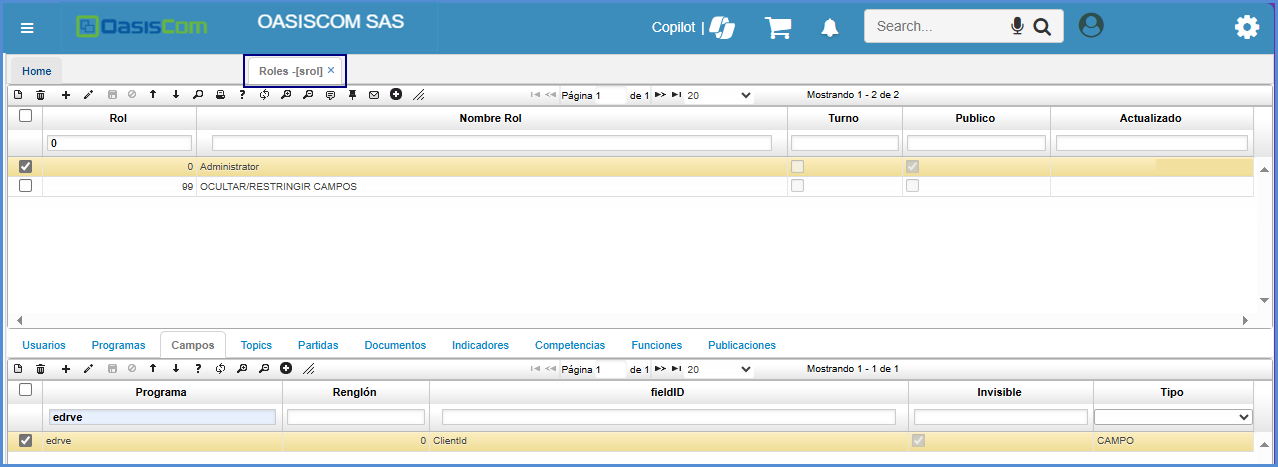 OasisCom
OASISCOM SAS
Copilot |
Search...
Home
Roles -[srol] ×
Página 1 de 1 20 Mostrando 1 - 2 de 2
Rol Nombre Rol Turno Publico Actualizado
0
0 Administrator
99 OCULTAR/RESTRINGIR CAMPOS
Usuarios Programas Campos Topics Partidas Documentos Indicadores Competencias Funciones Publicaciones
Página 1 de 1 20 Mostrando 1 - 1 de 1
Programa Renglón fieldID Invisible Tipo
edrve
edrve 0 ClientId CAMPO